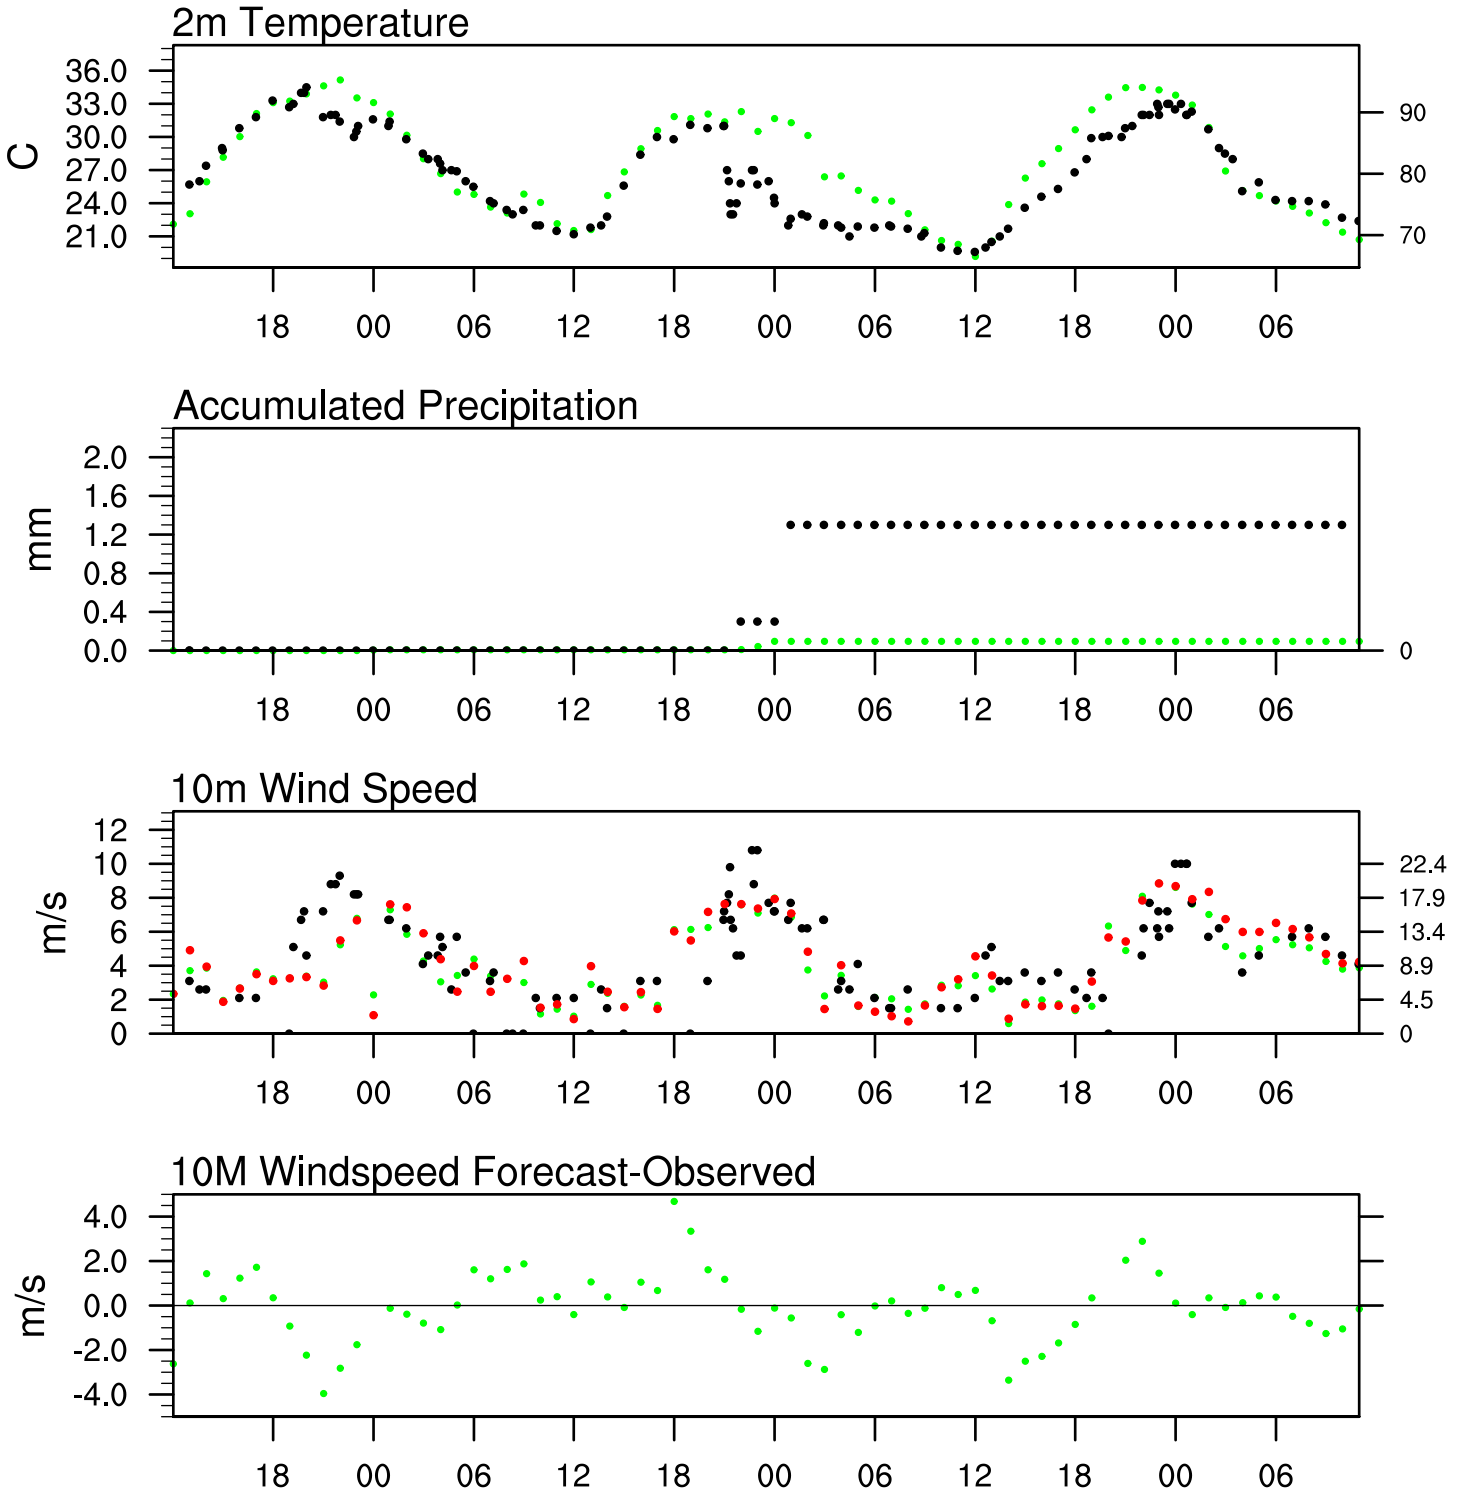 2m Temperature
C
36.0
33.0
30.0
27.0
24.0
21.0
90
80
70
18 00 06 12 18 00 06 12 18 00 06
Accumulated Precipitation
mm
2.0
1.6
1.2
0.8
0.4
0.0
0
18 00 06 12 18 00 06 12 18 00 06
10m Wind Speed
m/s
12
10
8
6
4
2
0
22.4
17.9
13.4
8.9
4.5
0
18 00 06 12 18 00 06 12 18 00 06
10M Windspeed Forecast-Observed
m/s
4.0
2.0
0.0
-2.0
-4.0
18 00 06 12 18 00 06 12 18 00 06